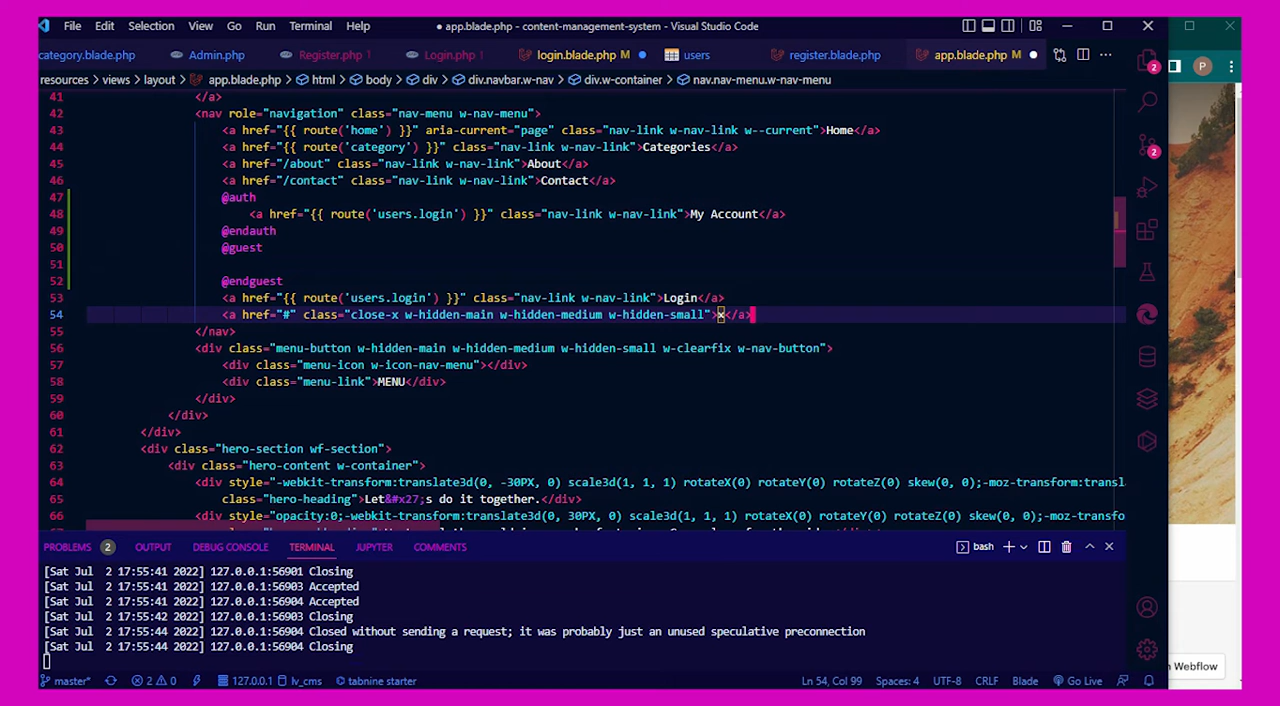 File Edit Selection View Go Run Terminal Help ● app.blade.php - content-management-system - Visual Studio Code
category.blade.php Admin.php Register.php 1 Login.php 1 login.blade.php M users register.blade.php app.blade.php M
resources > views > layout > app.blade.php > html > body > div > div.navbar.w-nav > div.w-container > nav.nav-menu.w-nav-menu
41 </a>
42 <nav role="navigation" class="nav-menu w-nav-menu">
43 <a href="{{ route('home') }}" aria-current="page" class="nav-link w-nav-link w--current">Home</a>
44 <a href="{{ route('category') }}" class="nav-link w-nav-link">Categories</a>
45 <a href="/about" class="nav-link w-nav-link">About</a>
46 <a href="/contact" class="nav-link w-nav-link">Contact</a>
47 @auth
48 <a href="{{ route('users.login') }}" class="nav-link w-nav-link">My Account</a>
49 @endauth
50 @guest
51
52 @endguest
53 <a href="{{ route('users.login') }}" class="nav-link w-nav-link">Login</a>
54 <a href="#" class="close-x w-hidden-main w-hidden-medium w-hidden-small">×</a>
55 </nav>
56 <div class="menu-button w-hidden-main w-hidden-medium w-hidden-small w-clearfix w-nav-button">
57 <div class="menu-icon w-icon-nav-menu"></div>
58 <div class="menu-link">MENU</div>
59 </div>
60 </div>
61 </div>
62 <div class="hero-section wf-section">
63 <div class="hero-content w-container">
64 <div style="-webkit-transform:translate3d(0, -30PX, 0) scale3d(1, 1, 1) rotateX(0) rotateY(0) rotateZ(0) skew(0, 0);-moz-transform:transl
65 class="hero-heading">Let&#x27;s do it together.</div>
66 <div style="opacity:0;-webkit-transform:translate3d(0, 30PX, 0) scale3d(1, 1, 1) rotateX(0) rotateY(0) rotateZ(0) skew(0, 0);-moz-transfo
PROBLEMS 2 OUTPUT DEBUG CONSOLE TERMINAL JUPYTER COMMENTS bash
[Sat Jul 2 17:55:41 2022] 127.0.0.1:56901 Closing
[Sat Jul 2 17:55:41 2022] 127.0.0.1:56903 Accepted
[Sat Jul 2 17:55:41 2022] 127.0.0.1:56904 Accepted
[Sat Jul 2 17:55:42 2022] 127.0.0.1:56903 Closing
[Sat Jul 2 17:55:44 2022] 127.0.0.1:56904 Closed without sending a request; it was probably just an unused speculative preconnection
[Sat Jul 2 17:55:44 2022] 127.0.0.1:56904 Closing
master* 2 0 127.0.0.1 lv_cms tabnine starter Ln 54, Col 99 Spaces: 4 UTF-8 CRLF Blade Go Live
2
2
P
n Webflow